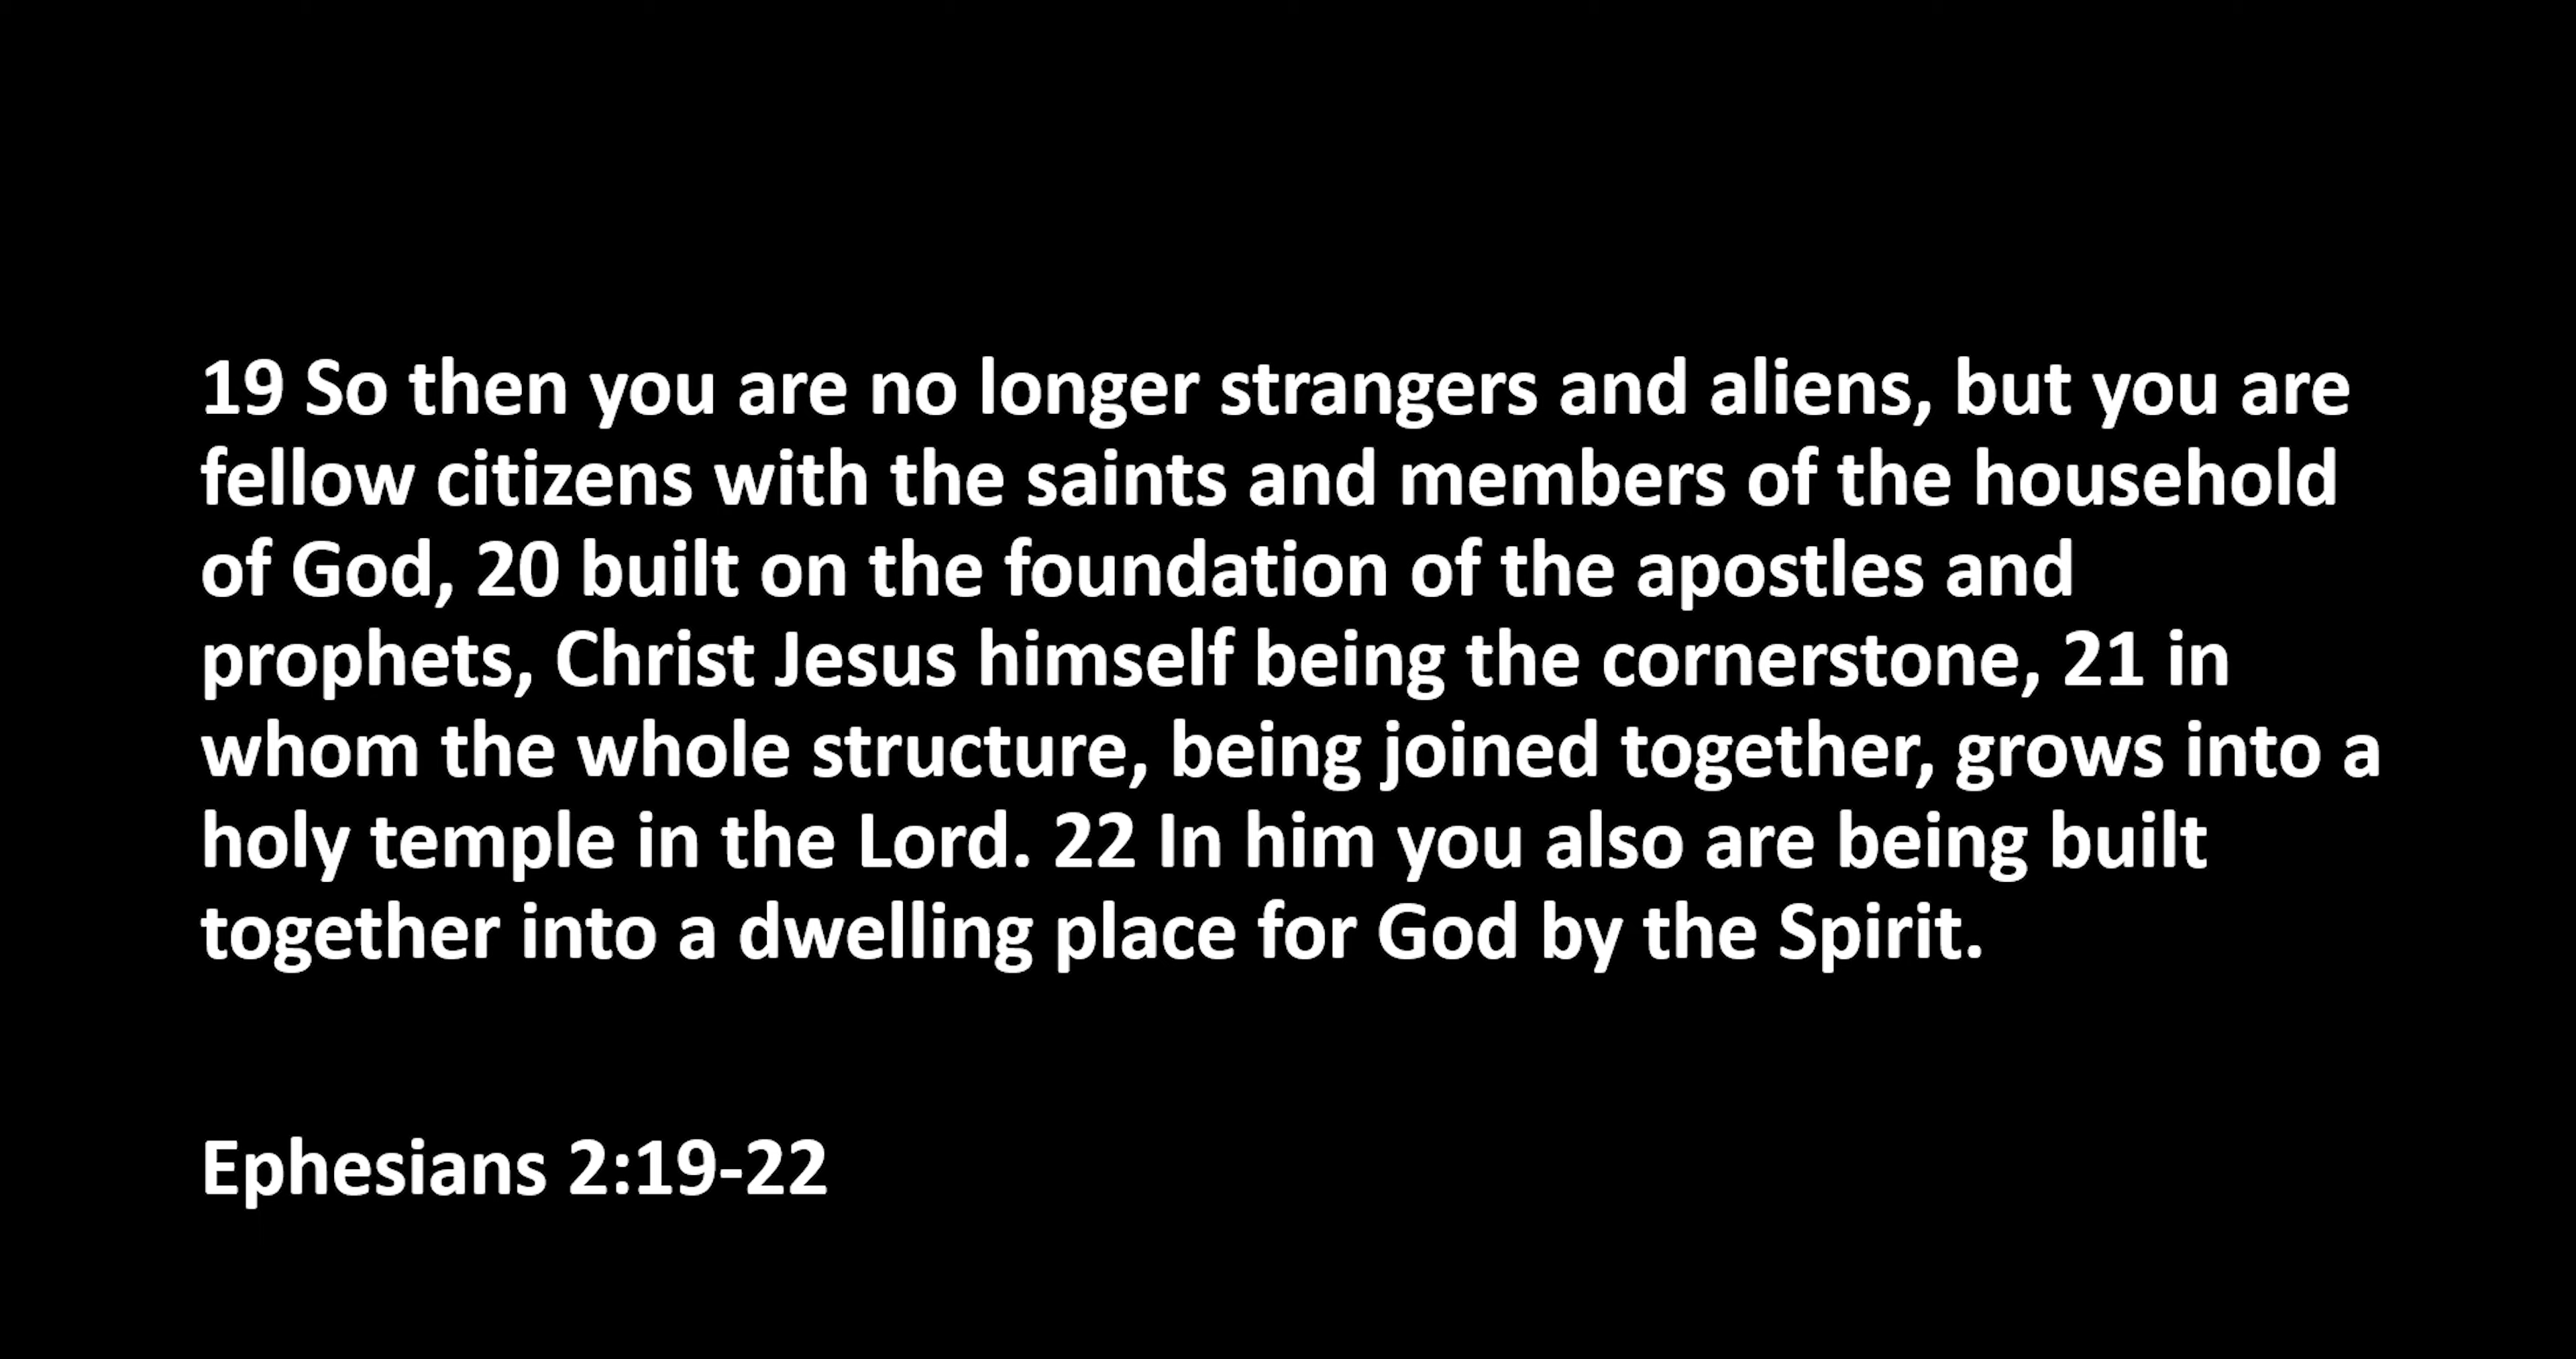 19 So then you are no longer strangers and aliens, but you are
fellow citizens with the saints and members of the household
of God, 20 built on the foundation of the apostles and
prophets, Christ Jesus himself being the cornerstone, 21 in
whom the whole structure, being joined together, grows into a
holy temple in the Lord. 22 In him you also are being built
together into a dwelling place for God by the Spirit.
Ephesians 2:19-22